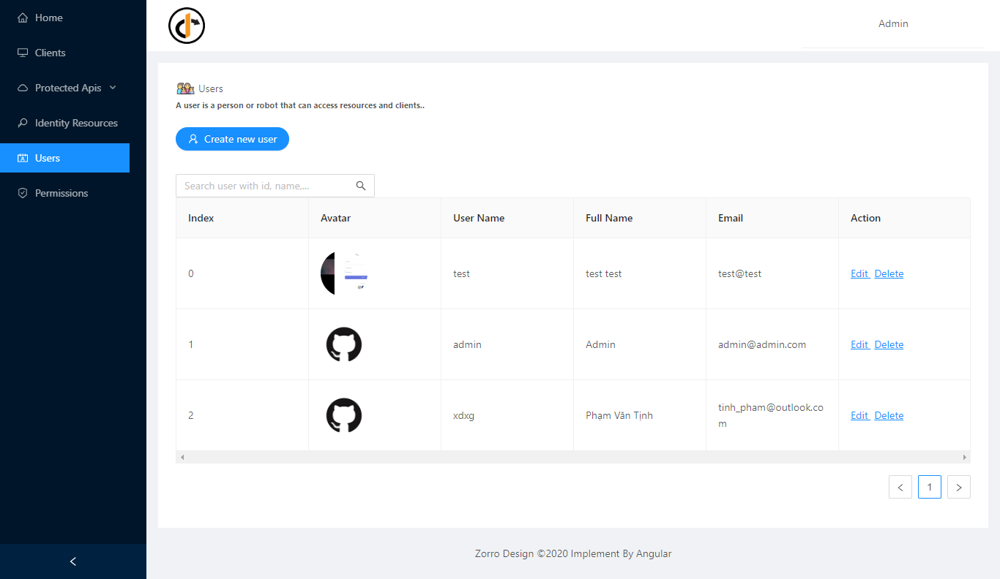 Home
Clients
Protected Apis
Identity Resources
Users
Permissions
Admin
Users
A user is a person or robot that can access resources and clients..
Create new user
Search user with id, name,...
Index Avatar User Name Full Name Email Action
0 test test test test@test Edit Delete
1 admin Admin admin@admin.com Edit Delete
2 xdxg Phạm Văn Tịnh tinh_pham@outlook.co Edit Delete
m
1
Zorro Design ©2020 Implement By Angular